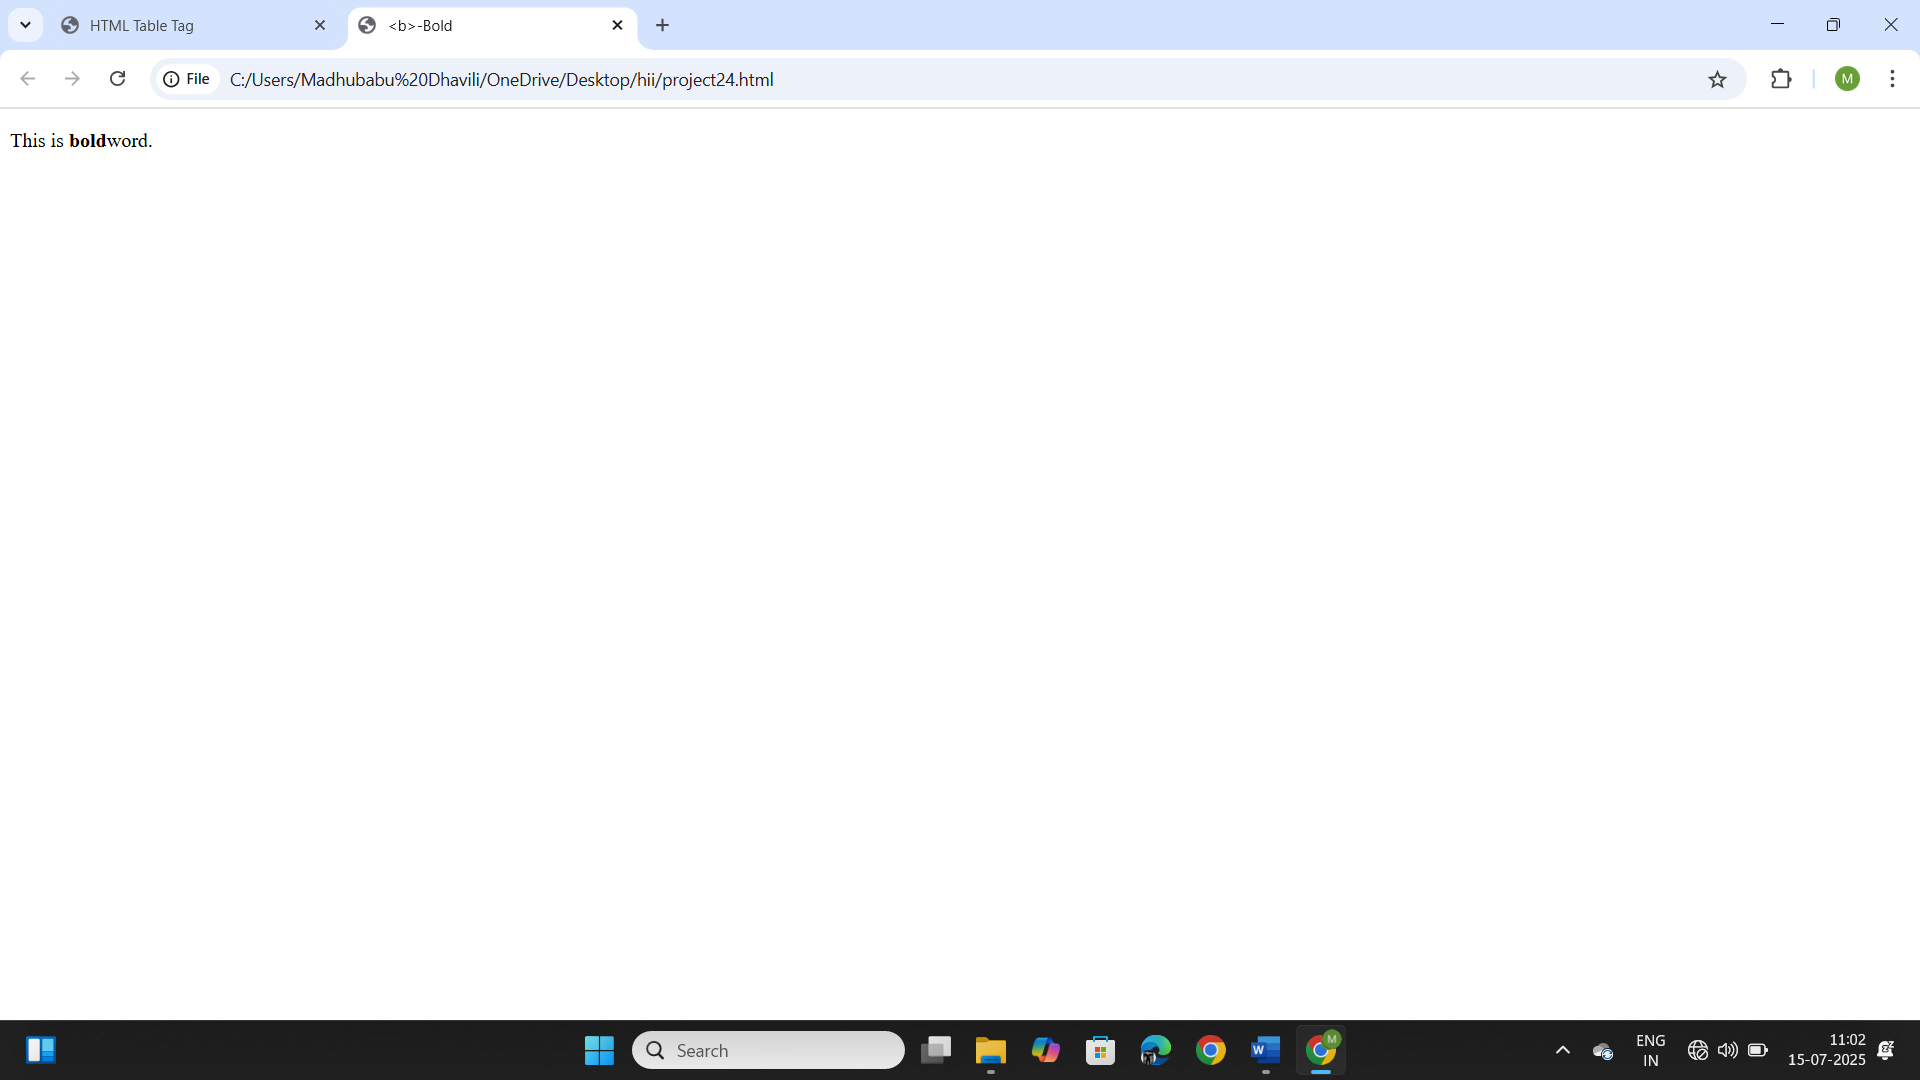 HTML Table Tag
<b>-Bold
File
C:/Users/Madhubabu%20Dhavili/OneDrive/Desktop/hii/project24.html
M
This is boldword.
Search
W
M
ENG
IN
11:02
15-07-2025